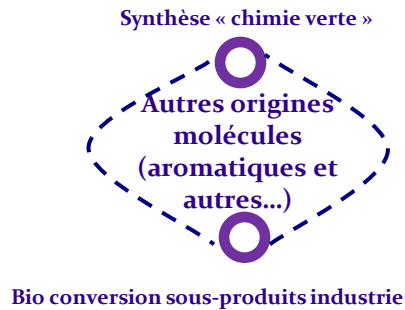 Synthèse « chimie verte »
Autres origines
molécules
(aromatiques et
autres...)
Bio conversion sous-produits industrie